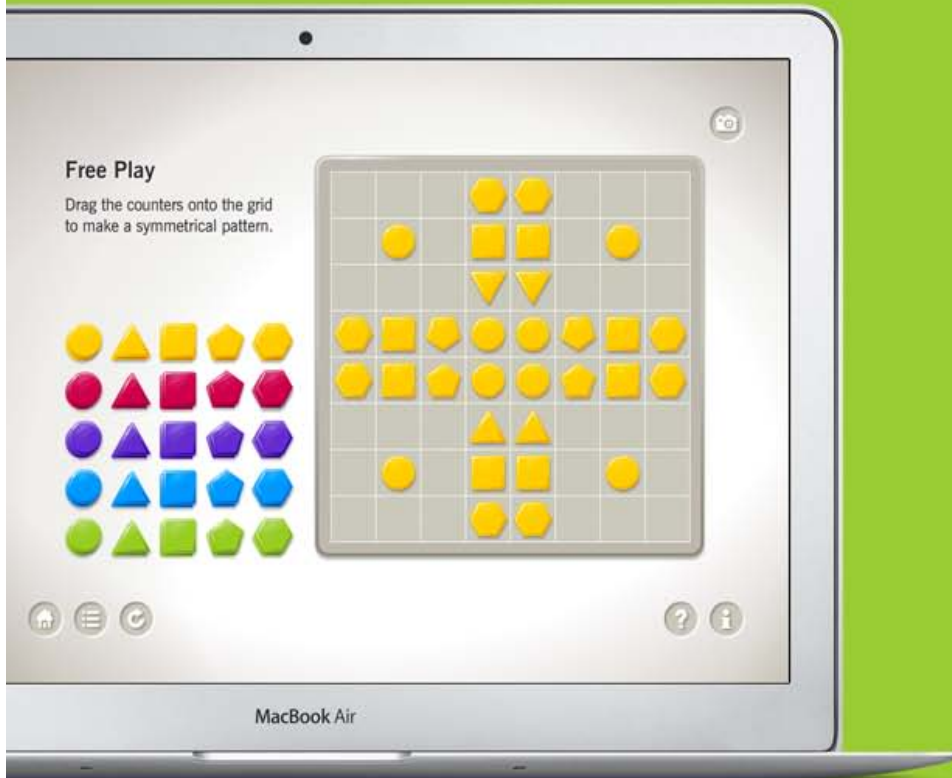 Free Play
Drag the counters onto the grid
to make a symmetrical pattern.
?
i
MacBook Air